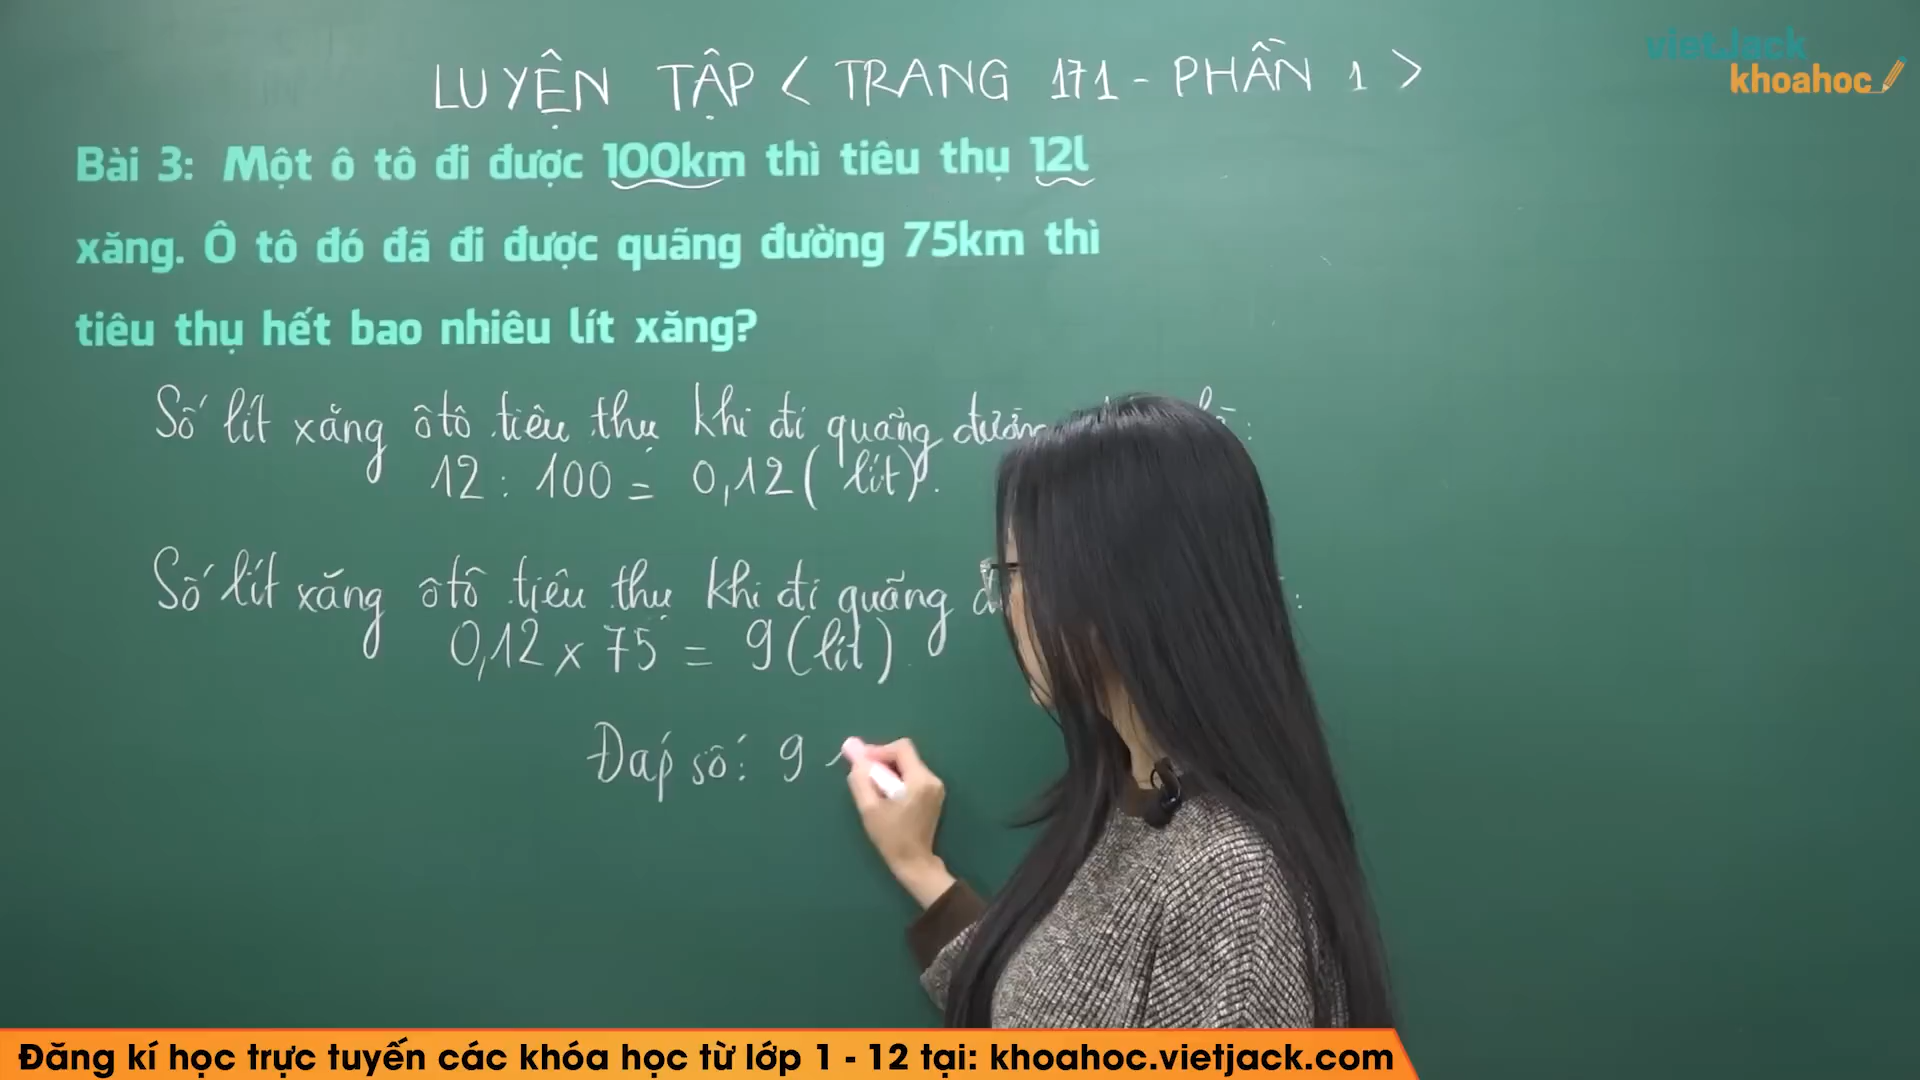 LUYỆN TẬP < TRANG 171 - PHẦN 1 >
vietJack
khoahoc
Bài 3: Một ô tô đi được 100km thì tiêu thụ 12l
xăng. Ô tô đó đã đi được quãng đường 75km thì
tiêu thụ hết bao nhiêu lít xăng?
Số lít xăng ôtô tiêu thụ khi đi quãng
12 : 100 = 0,12 ( lít).
Số lít xăng ôtô tiêu thụ khi đi quãng
0,12 x 75 = 9 (lít).
Đáp số: 9
Đăng kí học trực tuyến các khóa học từ lớp 1 - 12 tại: khoahoc.vietjack.com